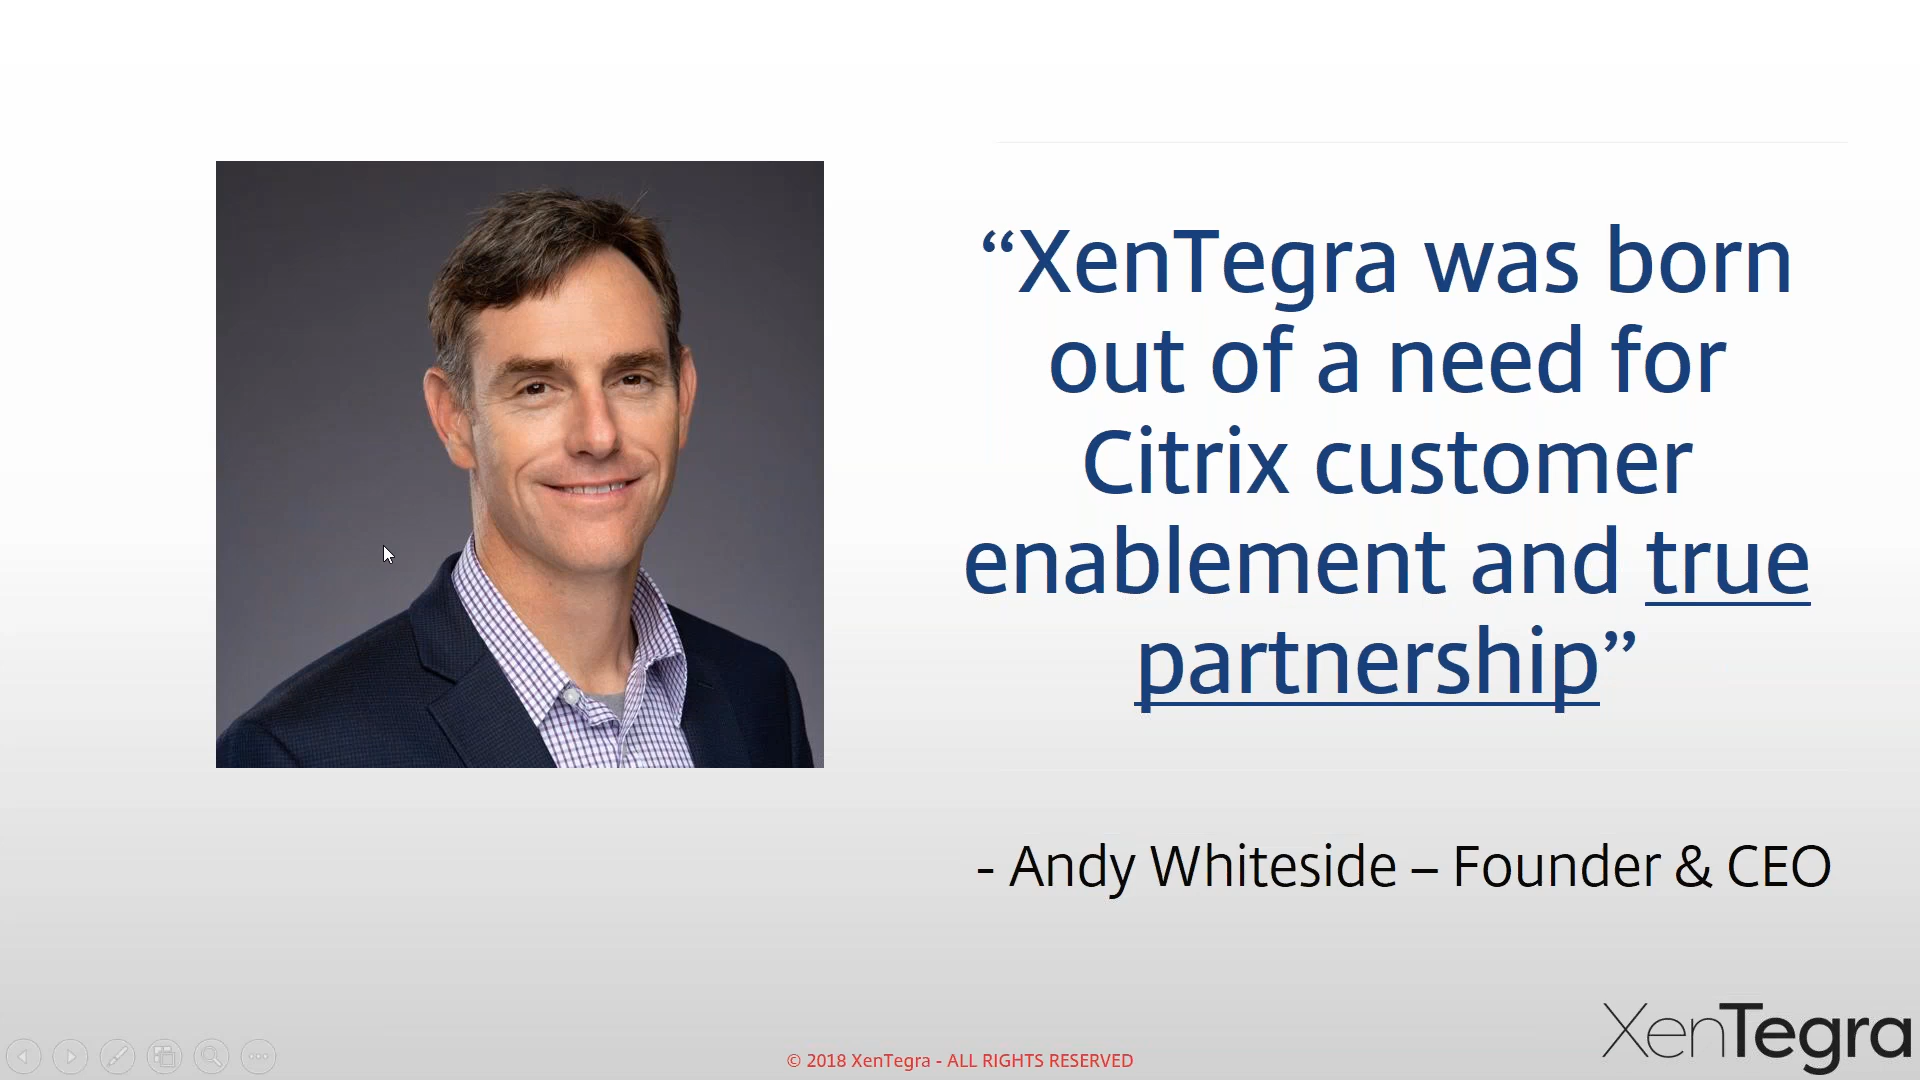 “XenTegra was born
out of a need for
Citrix customer
enablement and true
partnership”
- Andy Whiteside – Founder & CEO
© 2018 XenTegra - ALL RIGHTS RESERVED
XenTegra